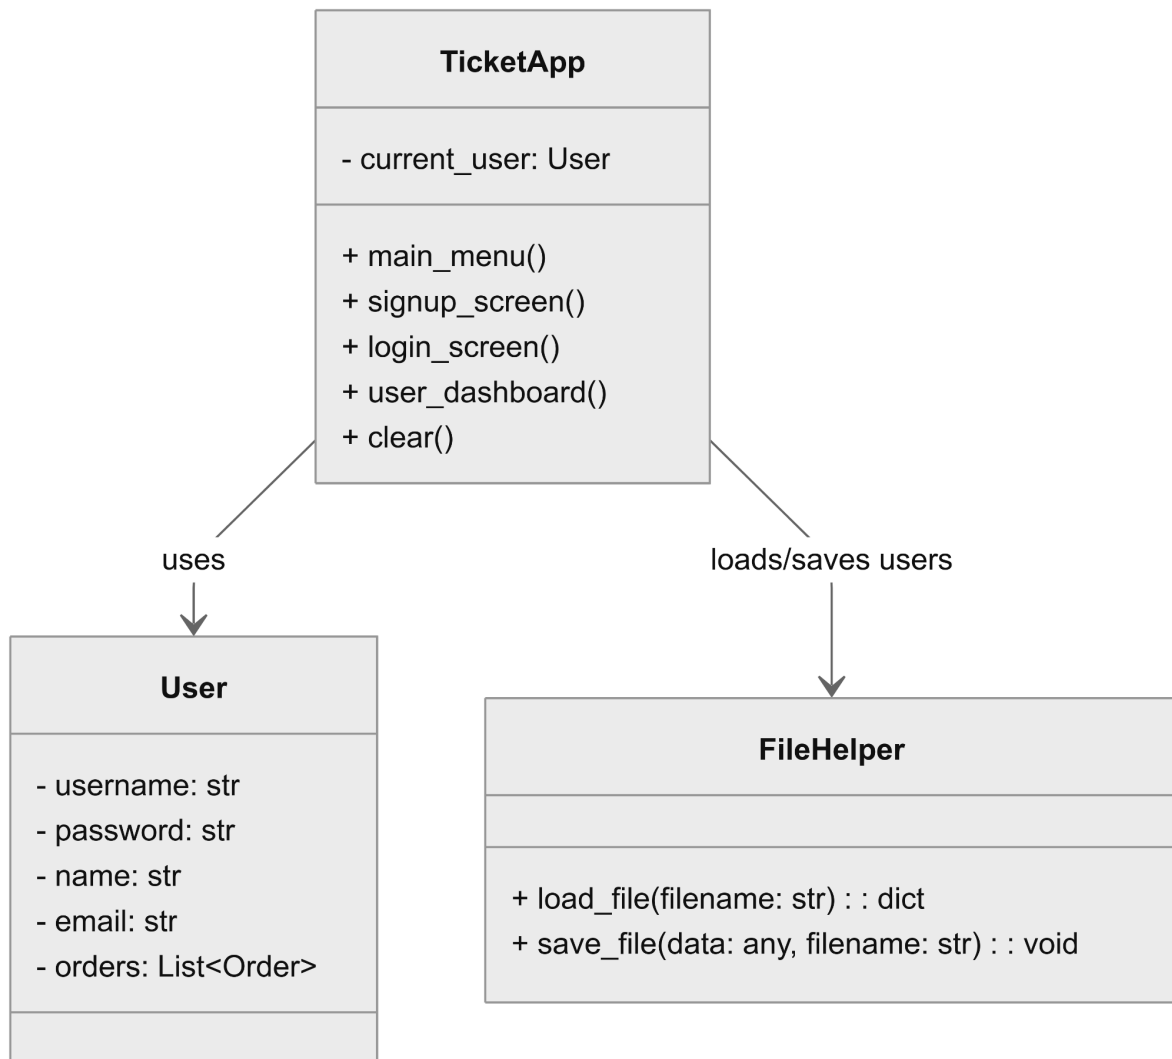 TicketApp
- current_user: User
+ main_menu()
+ signup_screen()
+ login_screen()
+ user_dashboard()
+ clear()
uses
loads/saves users
User
- username: str
- password: str
- name: str
- email: str
- orders: List<Order>
FileHelper
+ load_file(filename: str) : : dict
+ save_file(data: any, filename: str) : : void